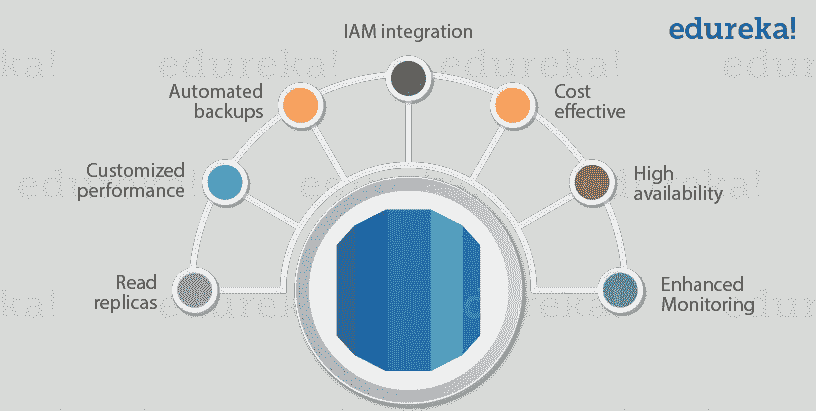 edureka!
IAM integration
Automated
backups
Cost
effective
Customized
performance
High
availability
Read
replicas
Enhanced
Monitoring